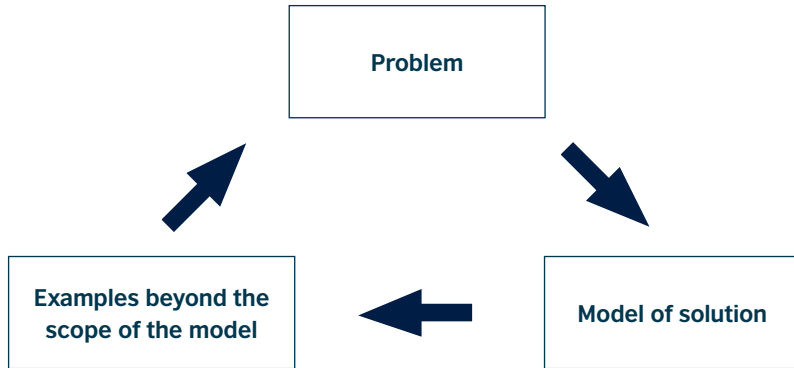 Problem
Examples beyond the
scope of the model
Model of solution